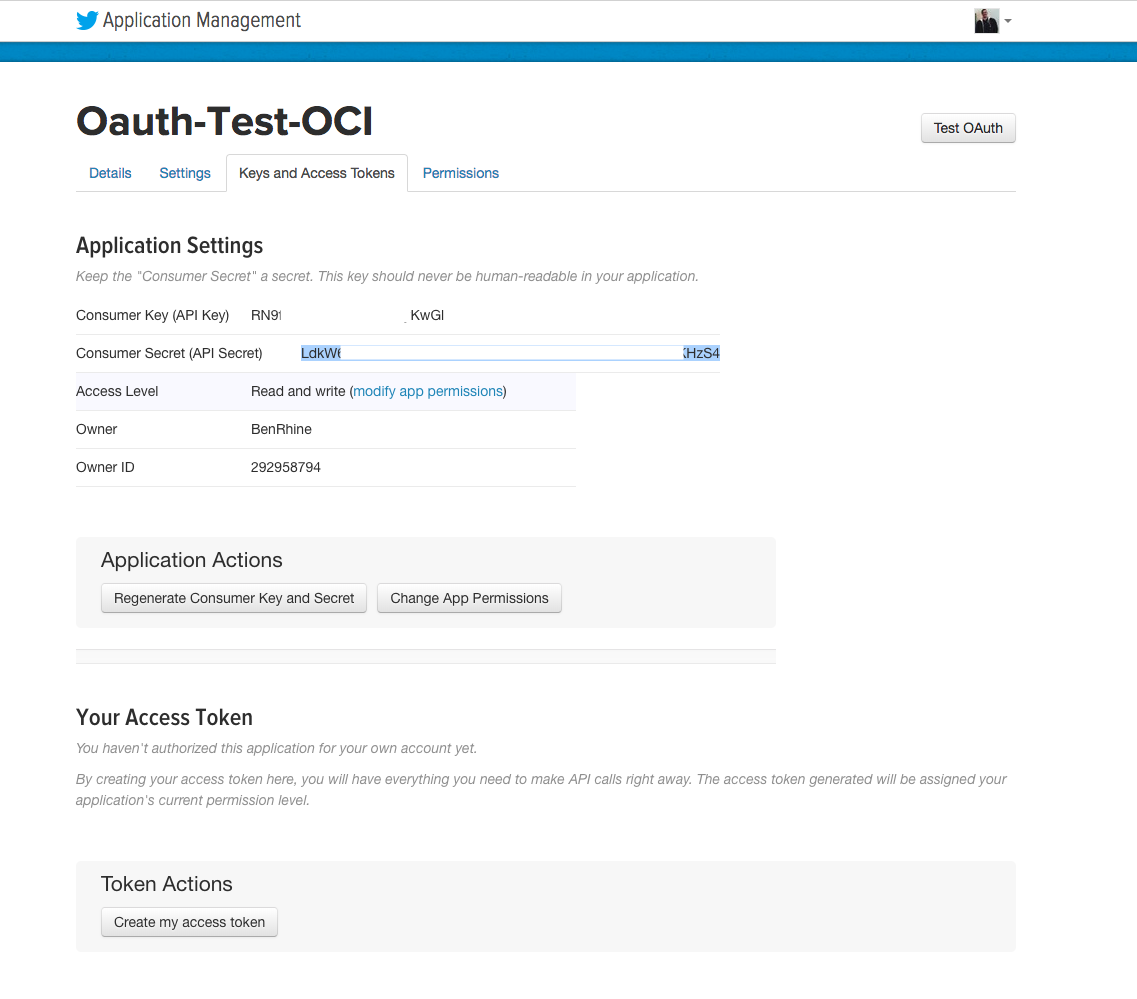 Application Management
Oauth-Test-OCI
Test OAuth
Details Settings Keys and Access Tokens Permissions
Application Settings
Keep the "Consumer Secret" a secret. This key should never be human-readable in your application.
Consumer Key (API Key) RN9 KwGl
Consumer Secret (API Secret) LdkW HzS4
Access Level Read and write (modify app permissions)
Owner BenRhine
Owner ID 292958794
Application Actions
Regenerate Consumer Key and Secret Change App Permissions
Your Access Token
You haven't authorized this application for your own account yet.
By creating your access token here, you will have everything you need to make API calls right away. The access token generated will be assigned your
application's current permission level.
Token Actions
Create my access token